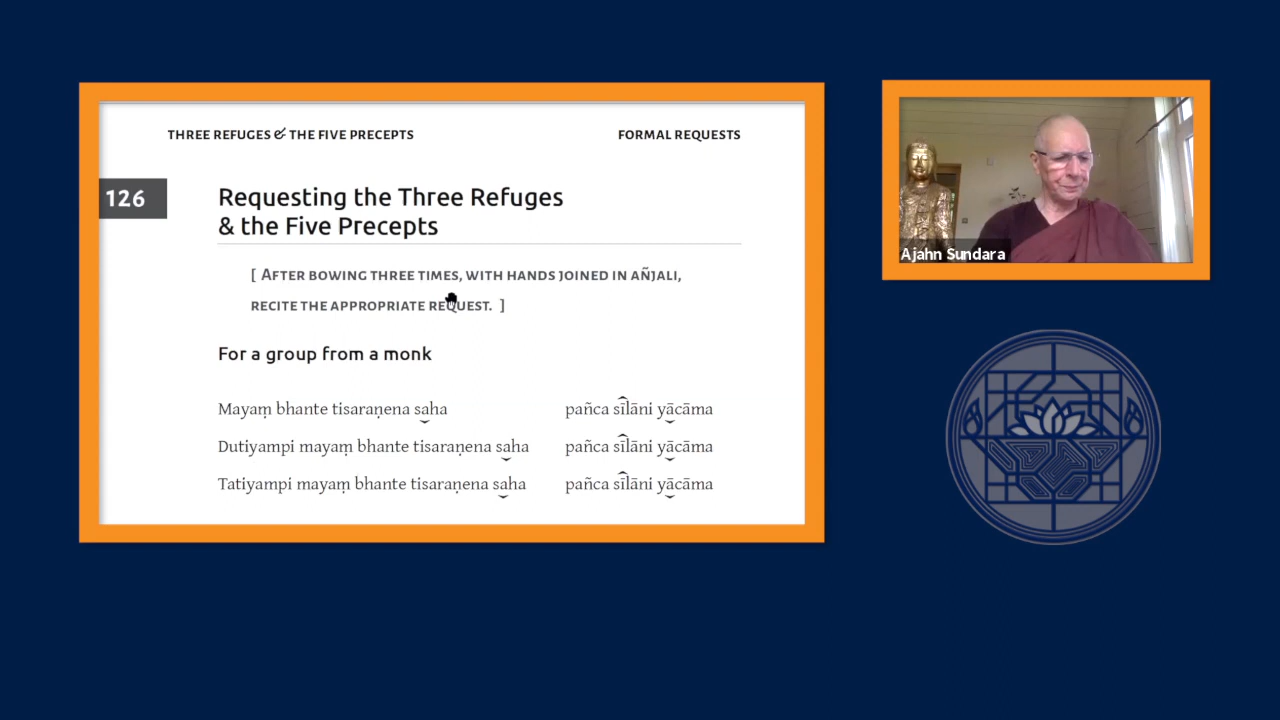 THREE REFUGES & THE FIVE PRECEPTS
FORMAL REQUESTS
126
Requesting the Three Refuges
& the Five Precepts
[ AFTER BOWING THREE TIMES, WITH HANDS JOINED IN AÑJALI,
RECITE THE APPROPRIATE REQUEST. ]
For a group from a monk
Mayaṃ bhante tisaraṇena saha pañca sīlāni yācāma
Dutiyampi mayaṃ bhante tisaraṇena saha pañca sīlāni yācāma
Tatiyampi mayaṃ bhante tisaraṇena saha pañca sīlāni yācāma
Ajahn Sundara